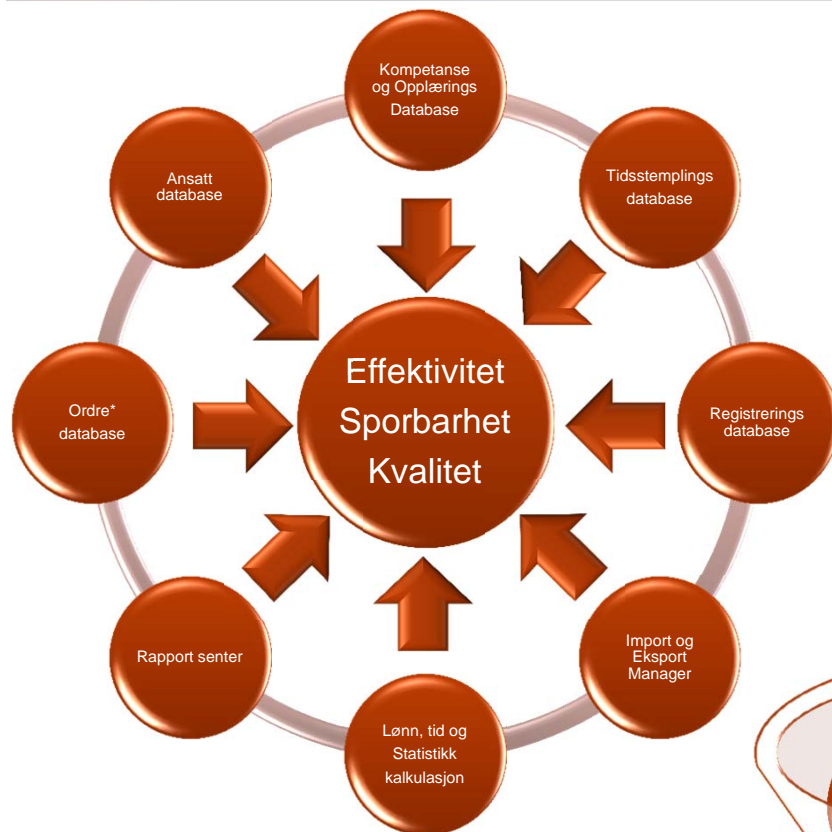 Kompetanse
og Opplærings
Database
Ansatt
database
Tidsstemplings
database
Effektivitet
Sporbarhet
Kvalitet
Ordre*
database
Registrerings
database
Rapport senter
Import og
Eksport
Manager
Lønn, tid og
Statistikk
kalkulasjon